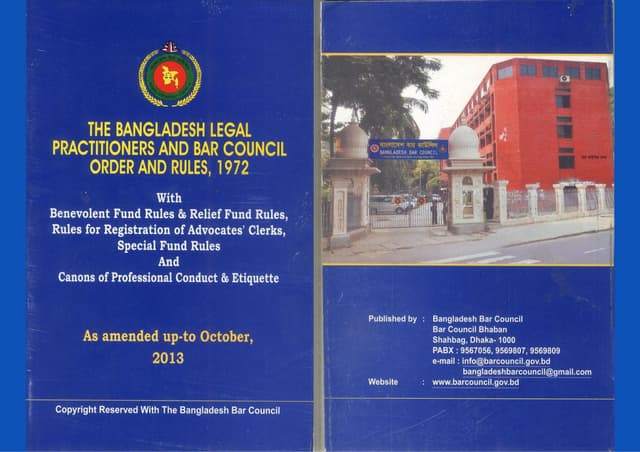 THE BANGLADESH LEGAL
PRACTITIONERS AND BAR COUNCIL
ORDER AND RULES, 1972
With
Benevolent Fund Rules & Relief Fund Rules,
Rules for Registration of Advocates' Clerks,
Special Fund Rules
And
Canons of Professional Conduct & Etiquette
As amended up-to October,
2013
Copyright Reserved With The Bangladesh Bar Council
বাংলাদেশ বার কাউন্সিল
BANGLADESH BAR COUNCIL
Published by : Bangladesh Bar Council
Bar Council Bhaban
Shahbag, Dhaka- 1000
PABX : 9567056, 9569807, 9569809
e-mail : info@barcouncil.gov.bd
bangladeshbarcouncil@gmail.com
Website : www.barcouncil.gov.bd